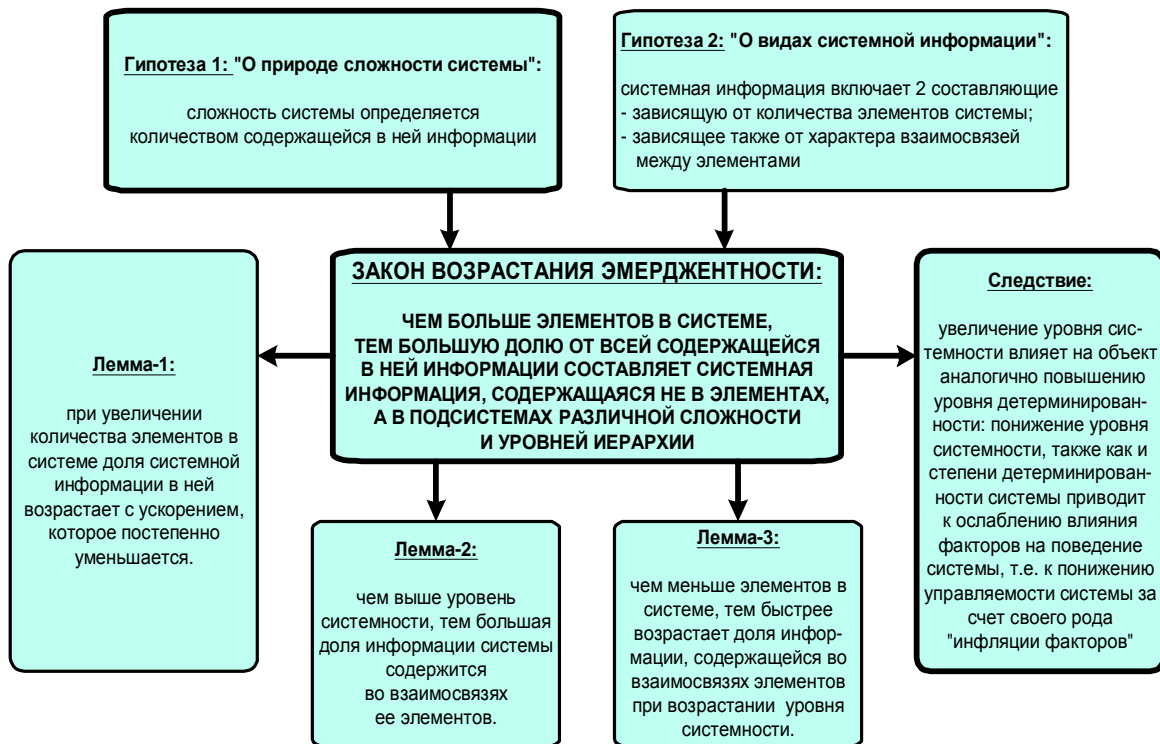 Гипотеза 1: "О природе сложности системы":
сложность системы определяется
количеством содержащейся в ней информации
Гипотеза 2: "О видах системной информации":
системная информация включает 2 составляющие
- зависящую от количества элементов системы;
- зависящее также от характера взаимосвязей
между элементами
ЗАКОН ВОЗРАСТАНИЯ ЭМЕРДЖЕНТНОСТИ:
ЧЕМ БОЛЬШЕ ЭЛЕМЕНТОВ В СИСТЕМЕ,
ТЕМ БОЛЬШУЮ ДОЛЮ ОТ ВСЕЙ СОДЕРЖАЩЕЙСЯ
В НЕЙ ИНФОРМАЦИИ СОСТАВЛЯЕТ СИСТЕМНАЯ
ИНФОРМАЦИЯ, СОДЕРЖАЩАЯСЯ НЕ В ЭЛЕМЕНТАХ,
А В ПОДСИСТЕМАХ РАЗЛИЧНОЙ СЛОЖНОСТИ
И УРОВНЕЙ ИЕРАРХИИ
Лемма-1:
при увеличении
количества элементов в
системе доля системной
информации в ней
возрастает с ускорением,
которое постепенно
уменьшается.
Лемма-2:
чем выше уровень
системности, тем большая
доля информации системы
содержится
во взаимосвязях
ее элементов.
Лемма-3:
чем меньше элементов в
системе, тем быстрее
возрастает доля инфор-
мации, содержащейся во
взаимосвязях элементов
при возрастании уровня
системности.
Следствие:
увеличение уровня сис-
темности влияет на объект
аналогично повышению
уровня детерминирован-
ности: понижение уровня
системности, также как и
степени детерминирован-
ности системы приводит
к ослаблению влияния
факторов на поведение
системы, т.е. к понижению
управляемости системы за
счет своего рода
"инфляции факторов"